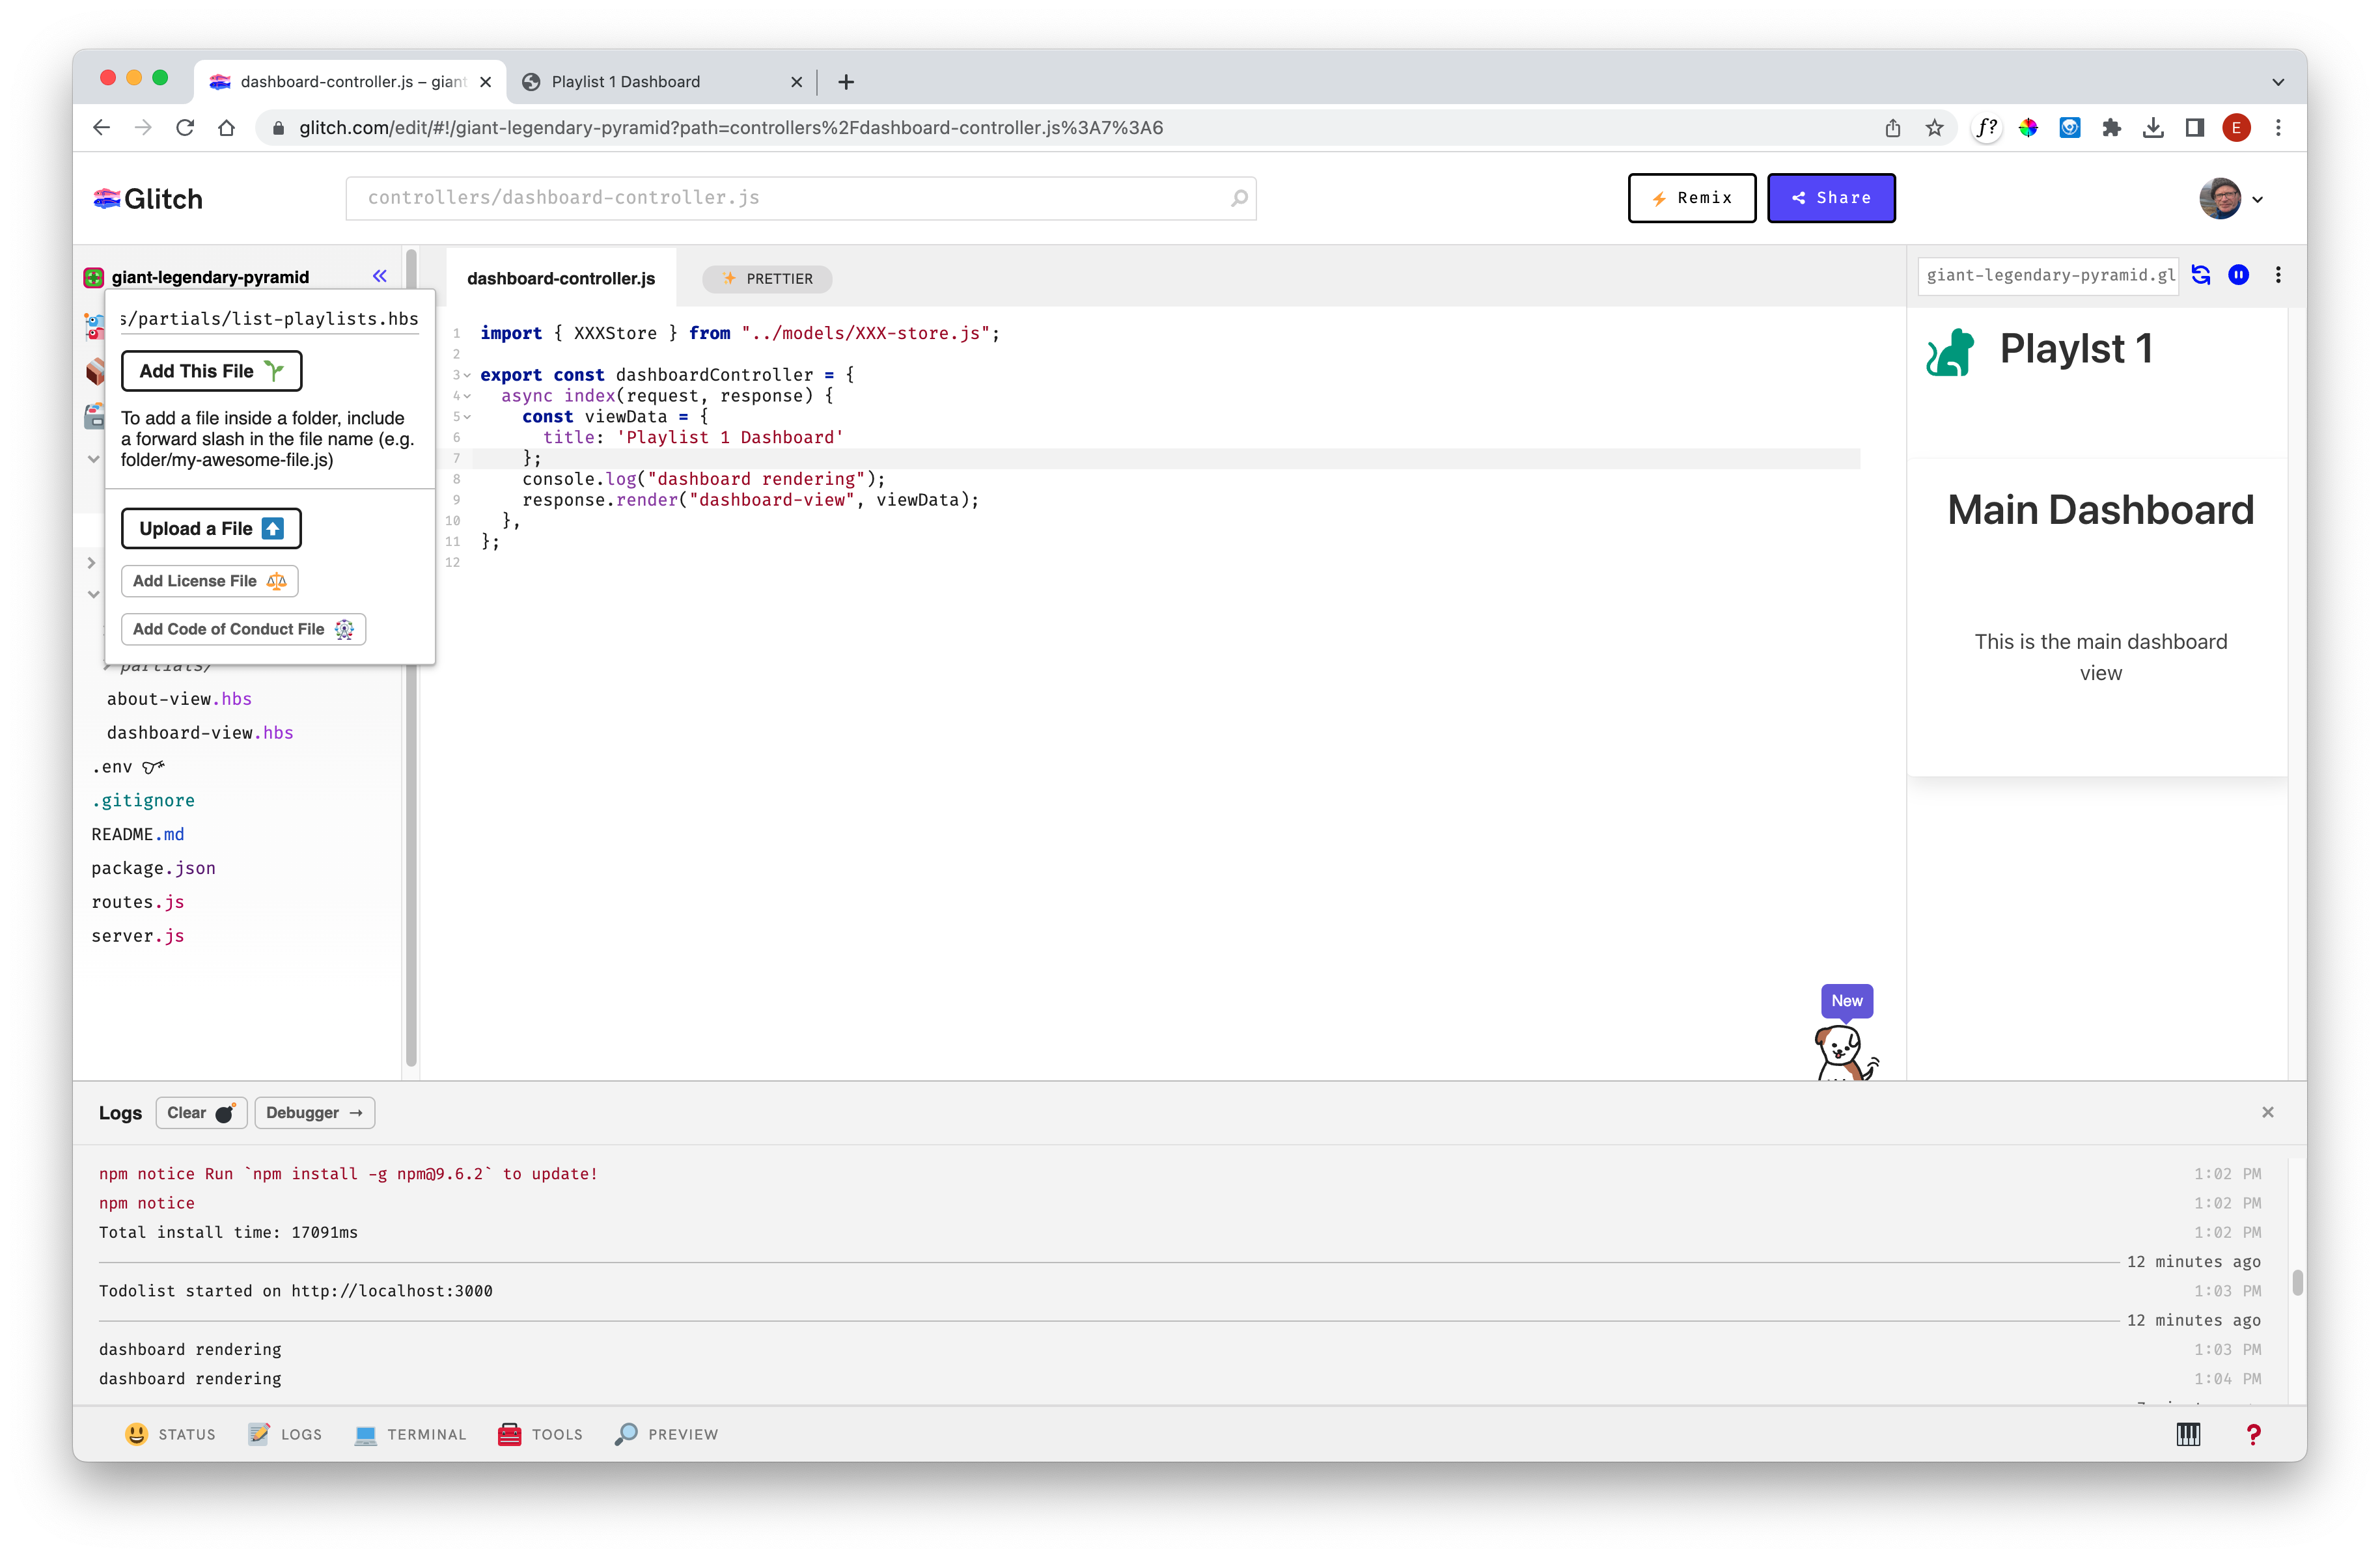 dashboard-controller.js – giant
Playlist 1 Dashboard
glitch.com/edit/#!/giant-legendary-pyramid?path=controllers%2Fdashboard-controller.js%3A7%3A6
f?
E
Glitch
controllers/dashboard-controller.js
Remix
Share
giant-legendary-pyramid
s/partials/list-playlists.hbs
Add This File
To add a file inside a folder, include
a forward slash in the file name (e.g.
folder/my-awesome-file.js)
Upload a File
Add License File
Add Code of Conduct File
partials/
about-view.hbs
dashboard-view.hbs
.env
.gitignore
README.md
package.json
routes.js
server.js
dashboard-controller.js
PRETTIER
1 import { XXXStore } from "../models/XXX-store.js";
2
3 export const dashboardController = {
4 async index(request, response) {
5 const viewData = {
6 title: 'Playlist 1 Dashboard'
7 };
8 console.log("dashboard rendering");
9 response.render("dashboard-view", viewData);
10 },
11 };
12
New
giant-legendary-pyramid.gl
Playlst 1
Main Dashboard
This is the main dashboard
view
Logs
Clear
Debugger →
npm notice Run `npm install -g npm@9.6.2` to update! 1:02 PM
npm notice 1:02 PM
Total install time: 17091ms 1:02 PM
12 minutes ago
Todolist started on http://localhost:3000 1:03 PM
12 minutes ago
dashboard rendering 1:03 PM
dashboard rendering 1:04 PM
STATUS
LOGS
TERMINAL
TOOLS
PREVIEW
?